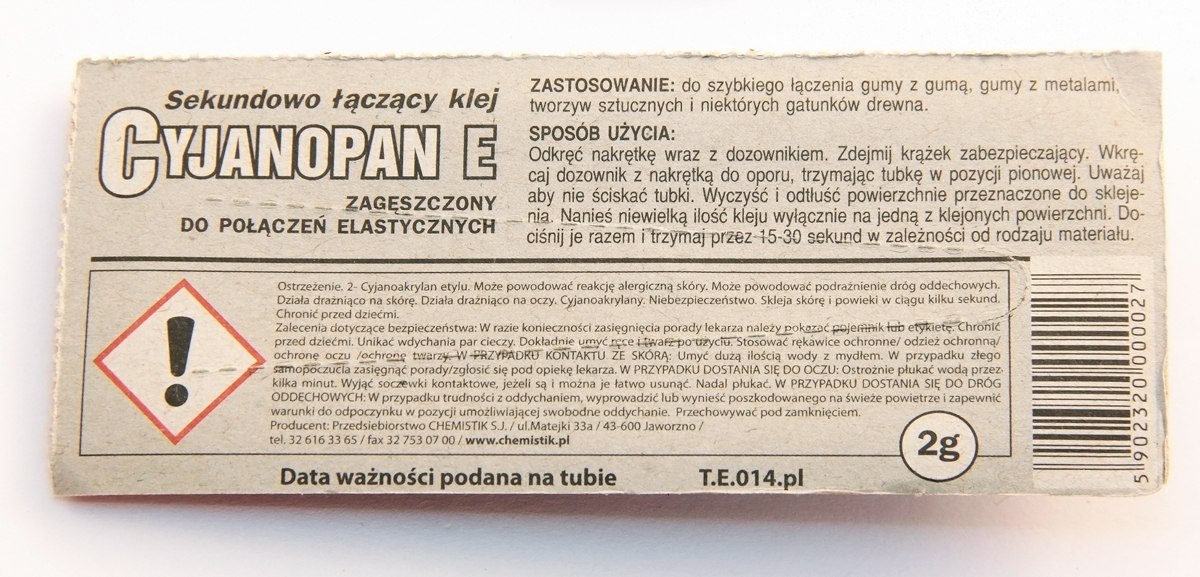 Sekundowo łączący klej
CYJANOPAN E
ZAGĘSZCZONY
DO POŁĄCZEŃ ELASTYCZNYCH
ZASTOSOWANIE: do szybkiego łączenia gumy z gumą, gumy z metalami,
tworzyw sztucznych i niektórych gatunków drewna.
SPOSÓB UŻYCIA:
Odkręć nakrętkę wraz z dozownikiem. Zdejmij krążek zabezpieczający. Wkrę-
caj dozownik z nakrętką do oporu, trzymając tubkę w pozycji pionowej. Uważaj
aby nie ściskać tubki. Wyczyść i odtłuść powierzchnie przeznaczone do skleje-
nia. Nanieś niewielką ilość kleju wyłącznie na jedną z klejonych powierzchni. Do-
ciśnij je razem i trzymaj przez 15-30 sekund w zależności od rodzaju materiału.
Ostrzeżenie. 2- Cyjanoakrylan etylu. Może powodować reakcję alergiczną skóry. Może powodować podrażnienie dróg oddechowych.
Działa drażniąco na skórę. Działa drażniąco na oczy. Cyjanoakrylany. Niebezpieczeństwo. Skleja skórę i powieki w ciągu kilku sekund.
Chronić przed dziećmi.
Zalecenia dotyczące bezpieczeństwa: W razie konieczności zasięgnięcia porady lekarza należy pokazać pojemnik lub etykietę. Chronić
przed dziećmi. Unikać wdychania par cieczy. Dokładnie umyć ręce i twarz po użyciu. Stosować rękawice ochronne/ odzież ochronną/
ochronę oczu /ochronę twarzy. W PRZYPADKU KONTAKTU ZE SKÓRĄ: Umyć dużą ilością wody z mydłem. W przypadku złego
samopoczucia zasięgnąć porady/zgłosić się pod opiekę lekarza. W PRZYPADKU DOSTANIA SIĘ DO OCZU: Ostrożnie płukać wodą przez
kilka minut. Wyjąć soczewki kontaktowe, jeżeli są i można je łatwo usunąć. Nadal płukać. W PRZYPADKU DOSTANIA SIĘ DO DRÓG
ODDECHOWYCH: W przypadku trudności z oddychaniem, wyprowadzić lub wynieść poszkodowanego na świeże powietrze i zapewnić
warunki do odpoczynku w pozycji umożliwiającej swobodne oddychanie. Przechowywać pod zamknięciem.
Producent: Przedsiębiorstwo CHEMISTIK S.J. / ul.Matejki 33a / 43-600 Jaworzno /
tel. 32 616 33 65 / fax 32 753 07 00 / www.chemistik.pl
2g
Data ważności podana na tubie
T.E.014.pl
5 902320 000027